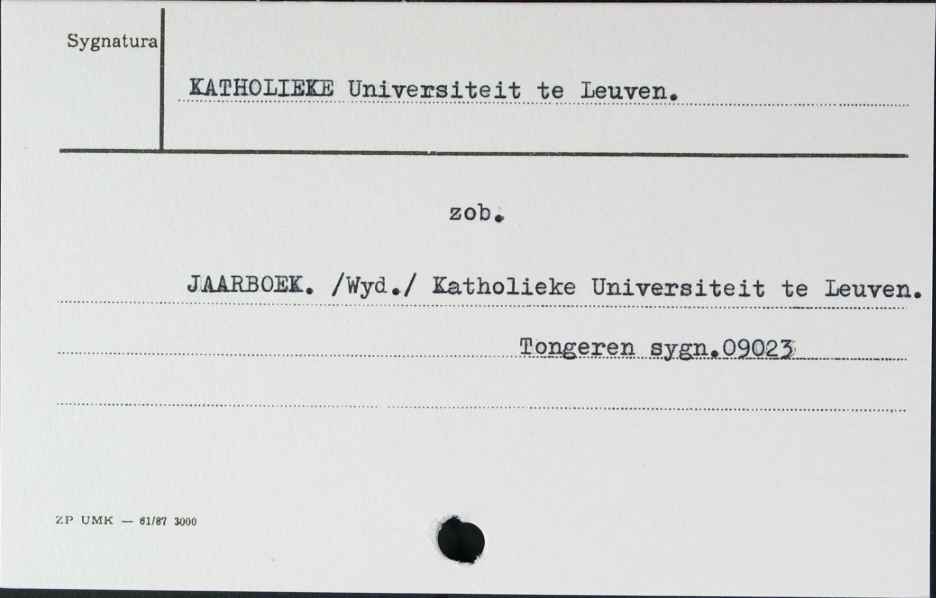 Sygnatura
KATHOLIEKE Universiteit te Leuven.
zob.
JAARBOEK. /Wyd./ Katholieke Universiteit te Leuven.
Tongeren sygn.09023
ZP UMK — 61/87 3000